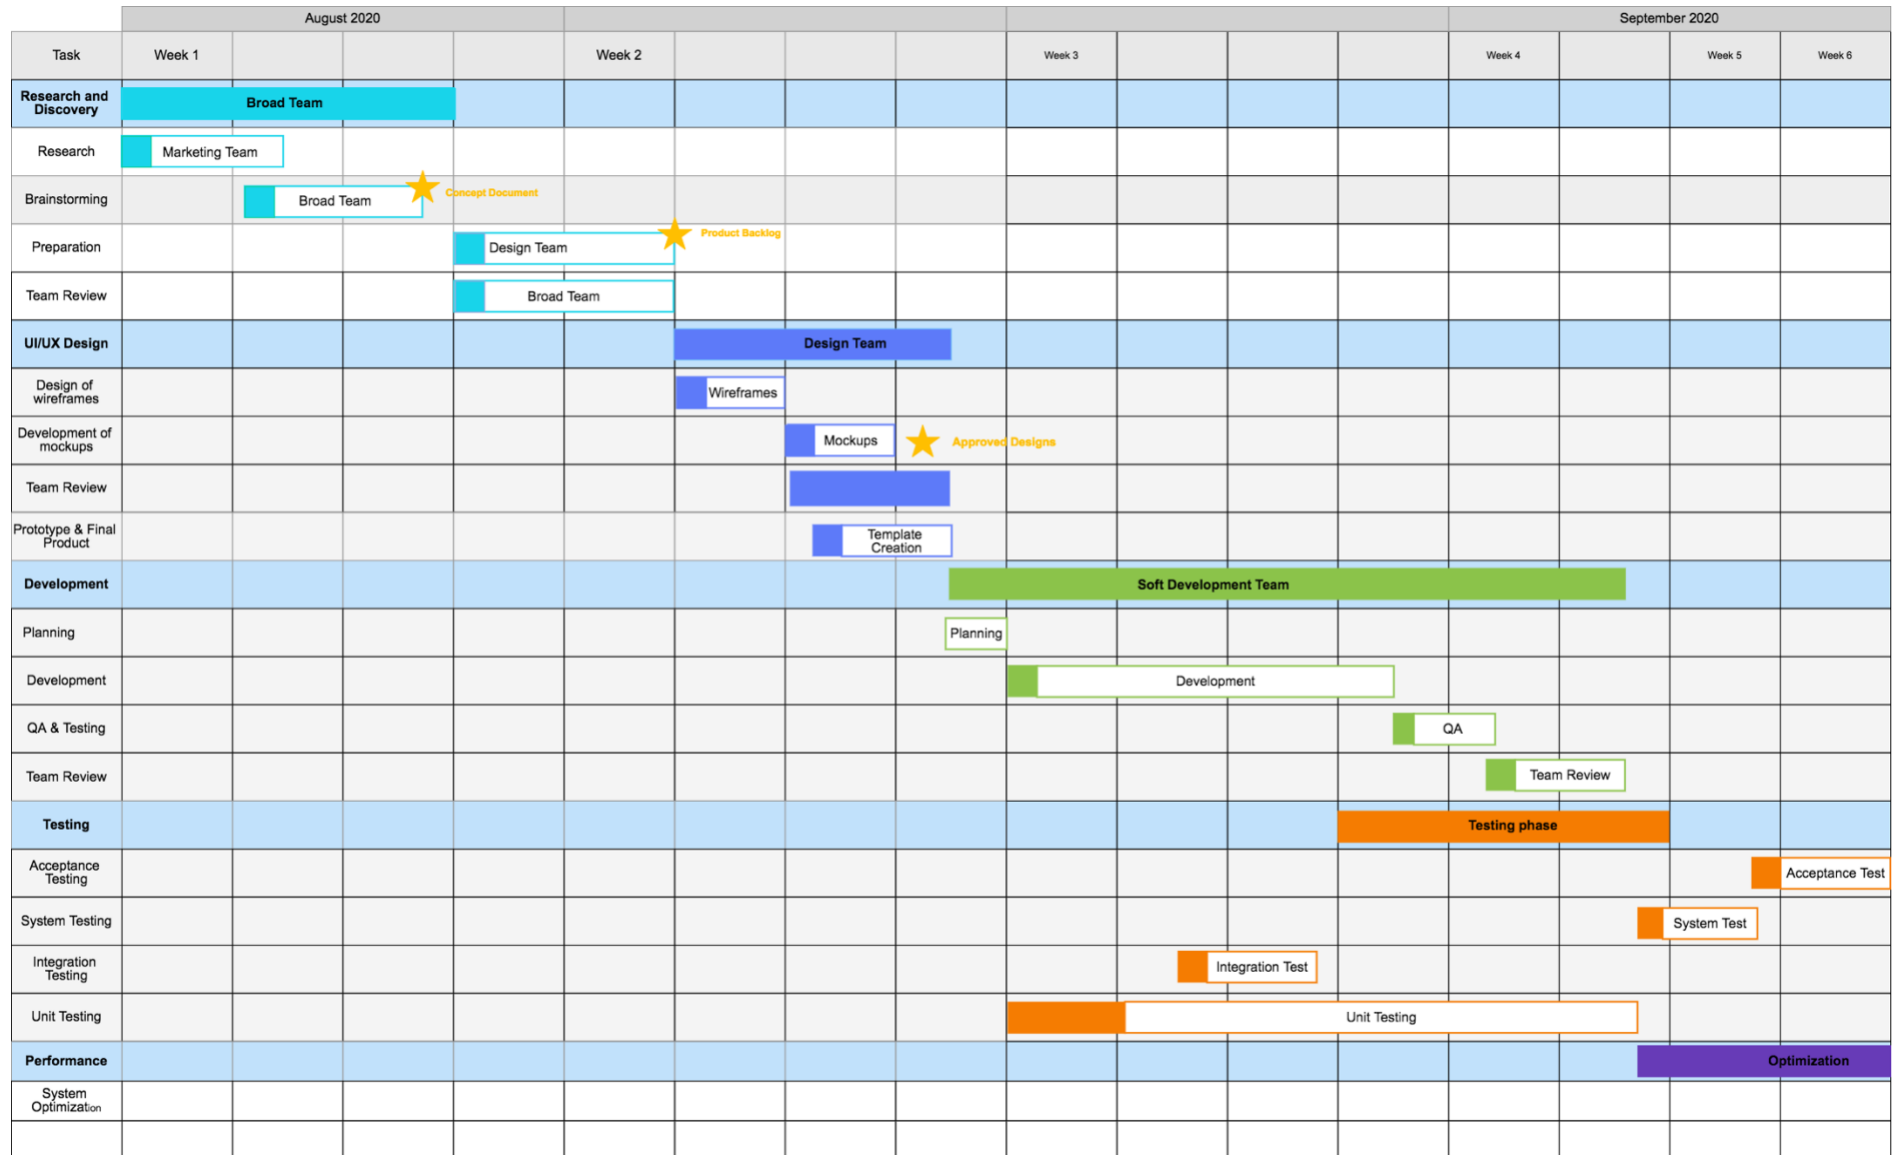 August 2020
September 2020
Task
Week 1
Week 2
Week 3
Week 4
Week 5
Week 6
Research and
Discovery
Broad Team
Research
Marketing Team
Brainstorming
Broad Team
Concept Document
Preparation
Design Team
Product Backlog
Team Review
Broad Team
UI/UX Design
Design Team
Design of
wireframes
Wireframes
Development of
mockups
Mockups
Approved Designs
Team Review
Prototype & Final
Product
Template
Creation
Development
Soft Development Team
Planning
Planning
Development
Development
QA & Testing
QA
Team Review
Team Review
Testing
Testing phase
Acceptance
Testing
Acceptance Test
System Testing
System Test
Integration
Testing
Integration Test
Unit Testing
Unit Testing
Performance
Optimization
System
Optimization